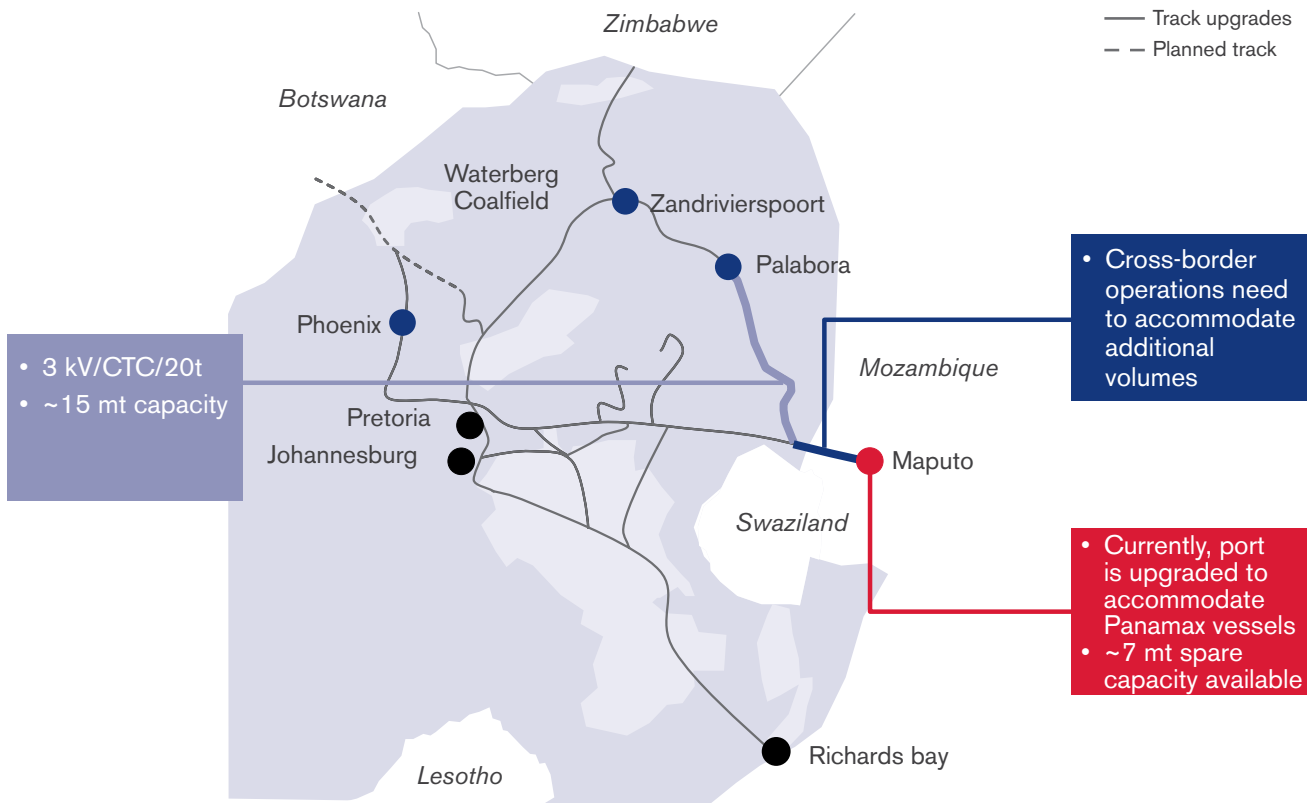 Zimbabwe
Track upgrades
Planned track
Botswana
Waterberg
Coalfield
Zandrivierspoort
Palabora
Phoenix
• 3 kV/CTC/20t
• ~15 mt capacity
• Cross-border
operations need
to accommodate
additional
volumes
Mozambique
Pretoria
Johannesburg
Maputo
Swaziland
• Currently, port
is upgraded to
accommodate
Panamax vessels
• ~7 mt spare
capacity available
Richards bay
Lesotho